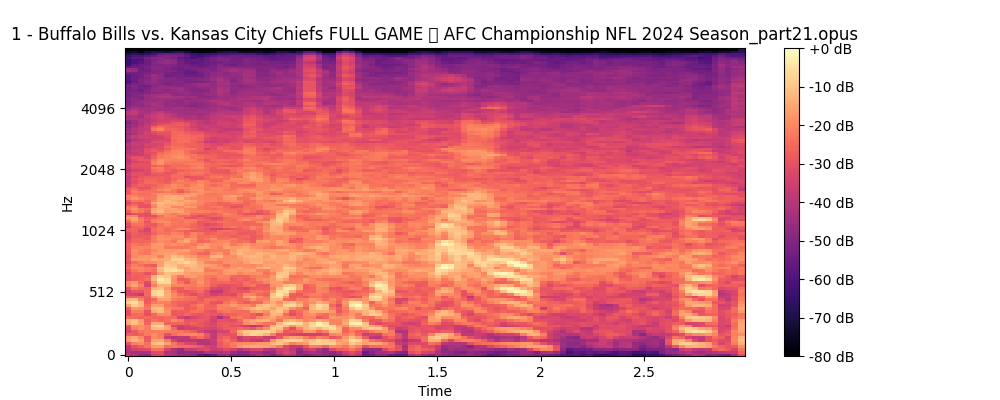 1 - Buffalo Bills vs. Kansas City Chiefs FULL GAME ▯ AFC Championship NFL 2024 Season_part21.opus
+0 dB
4096
-10 dB
-20 dB
2048
-30 dB
Hz
1024
-40 dB
-50 dB
512
-60 dB
-70 dB
0
-80 dB
0 0.5 1 1.5 2 2.5
Time